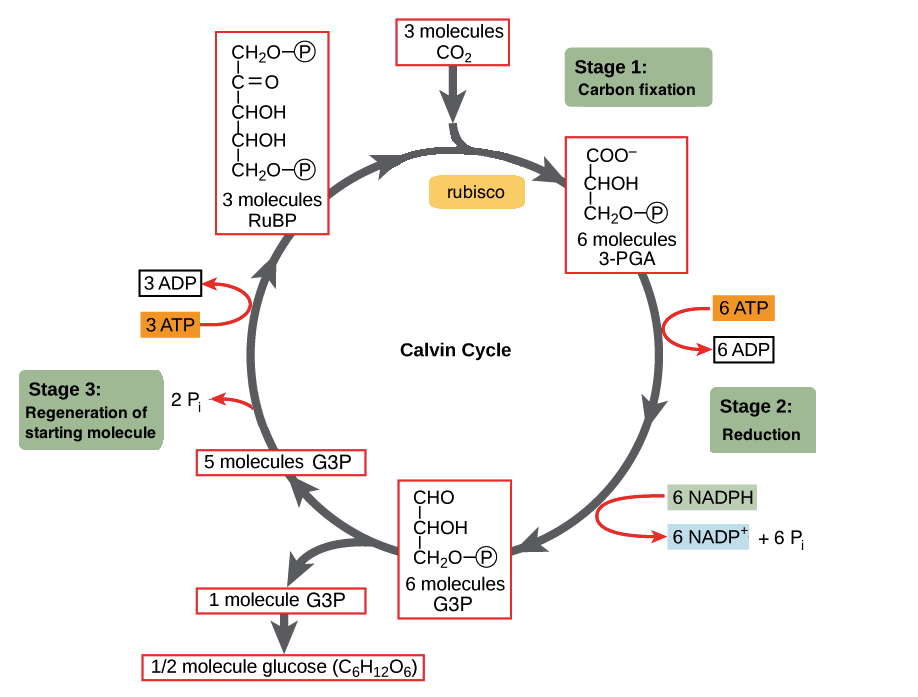 3 molecules
CO₂
Stage 1:
Carbon fixation
CH₂O–Ⓟ
C=O
CHOH
CHOH
CH₂O–Ⓟ
3 molecules
RuBP
rubisco
COO⁻
CHOH
CH₂O–Ⓟ
6 molecules
3-PGA
3 ADP
3 ATP
6 ATP
6 ADP
Calvin Cycle
Stage 3:
Regeneration of
starting molecule
2 Pᵢ
Stage 2:
Reduction
5 molecules G3P
6 NADPH
6 NADP⁺ + 6 Pᵢ
CHO
CHOH
CH₂O–Ⓟ
6 molecules
G3P
1 molecule G3P
1/2 molecule glucose (C₆H₁₂O₆)